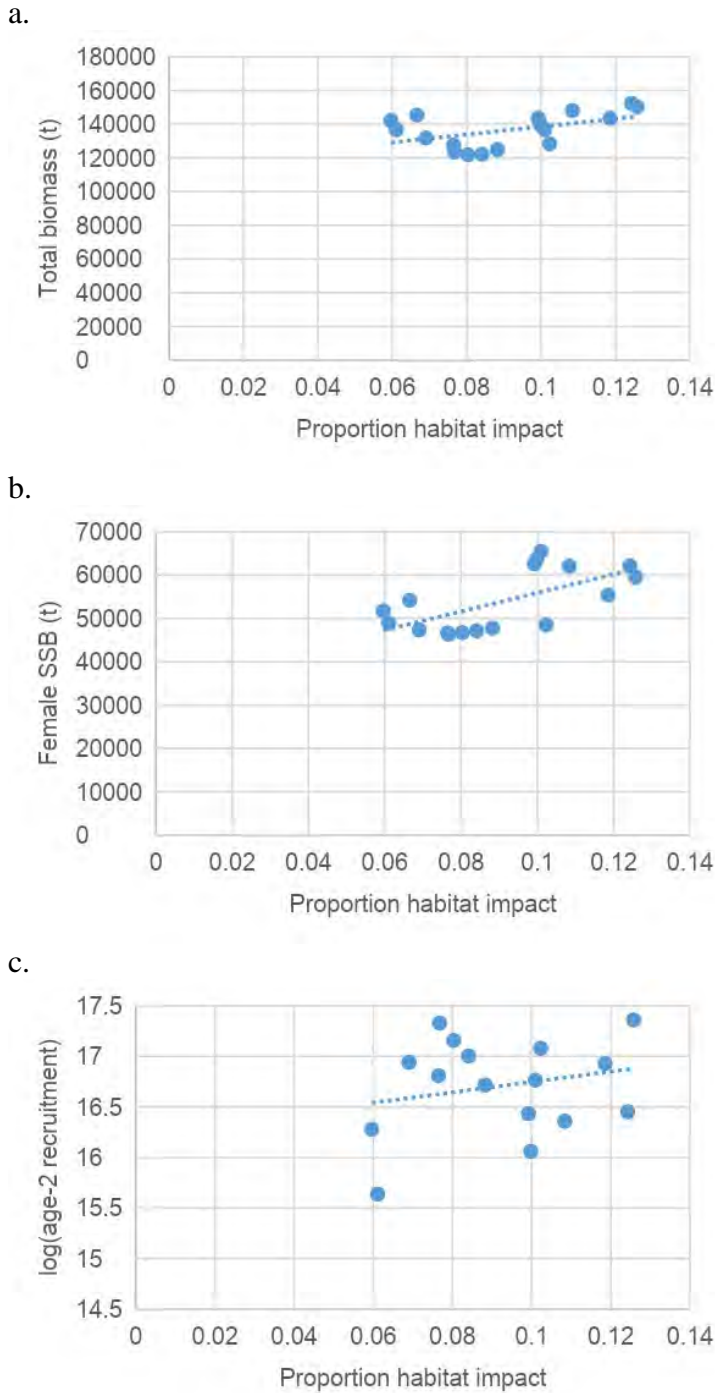 a.
180000
160000
140000
120000
100000
80000
60000
40000
20000
0
0 0.02 0.04 0.06 0.08 0.1 0.12 0.14
Total biomass (t)
Proportion habitat impact
b.
70000
60000
50000
40000
30000
20000
10000
0
0 0.02 0.04 0.06 0.08 0.1 0.12 0.14
Female SSB (t)
Proportion habitat impact
c.
17.5
17
16.5
16
15.5
15
14.5
0 0.02 0.04 0.06 0.08 0.1 0.12 0.14
log(age-2 recruitment)
Proportion habitat impact